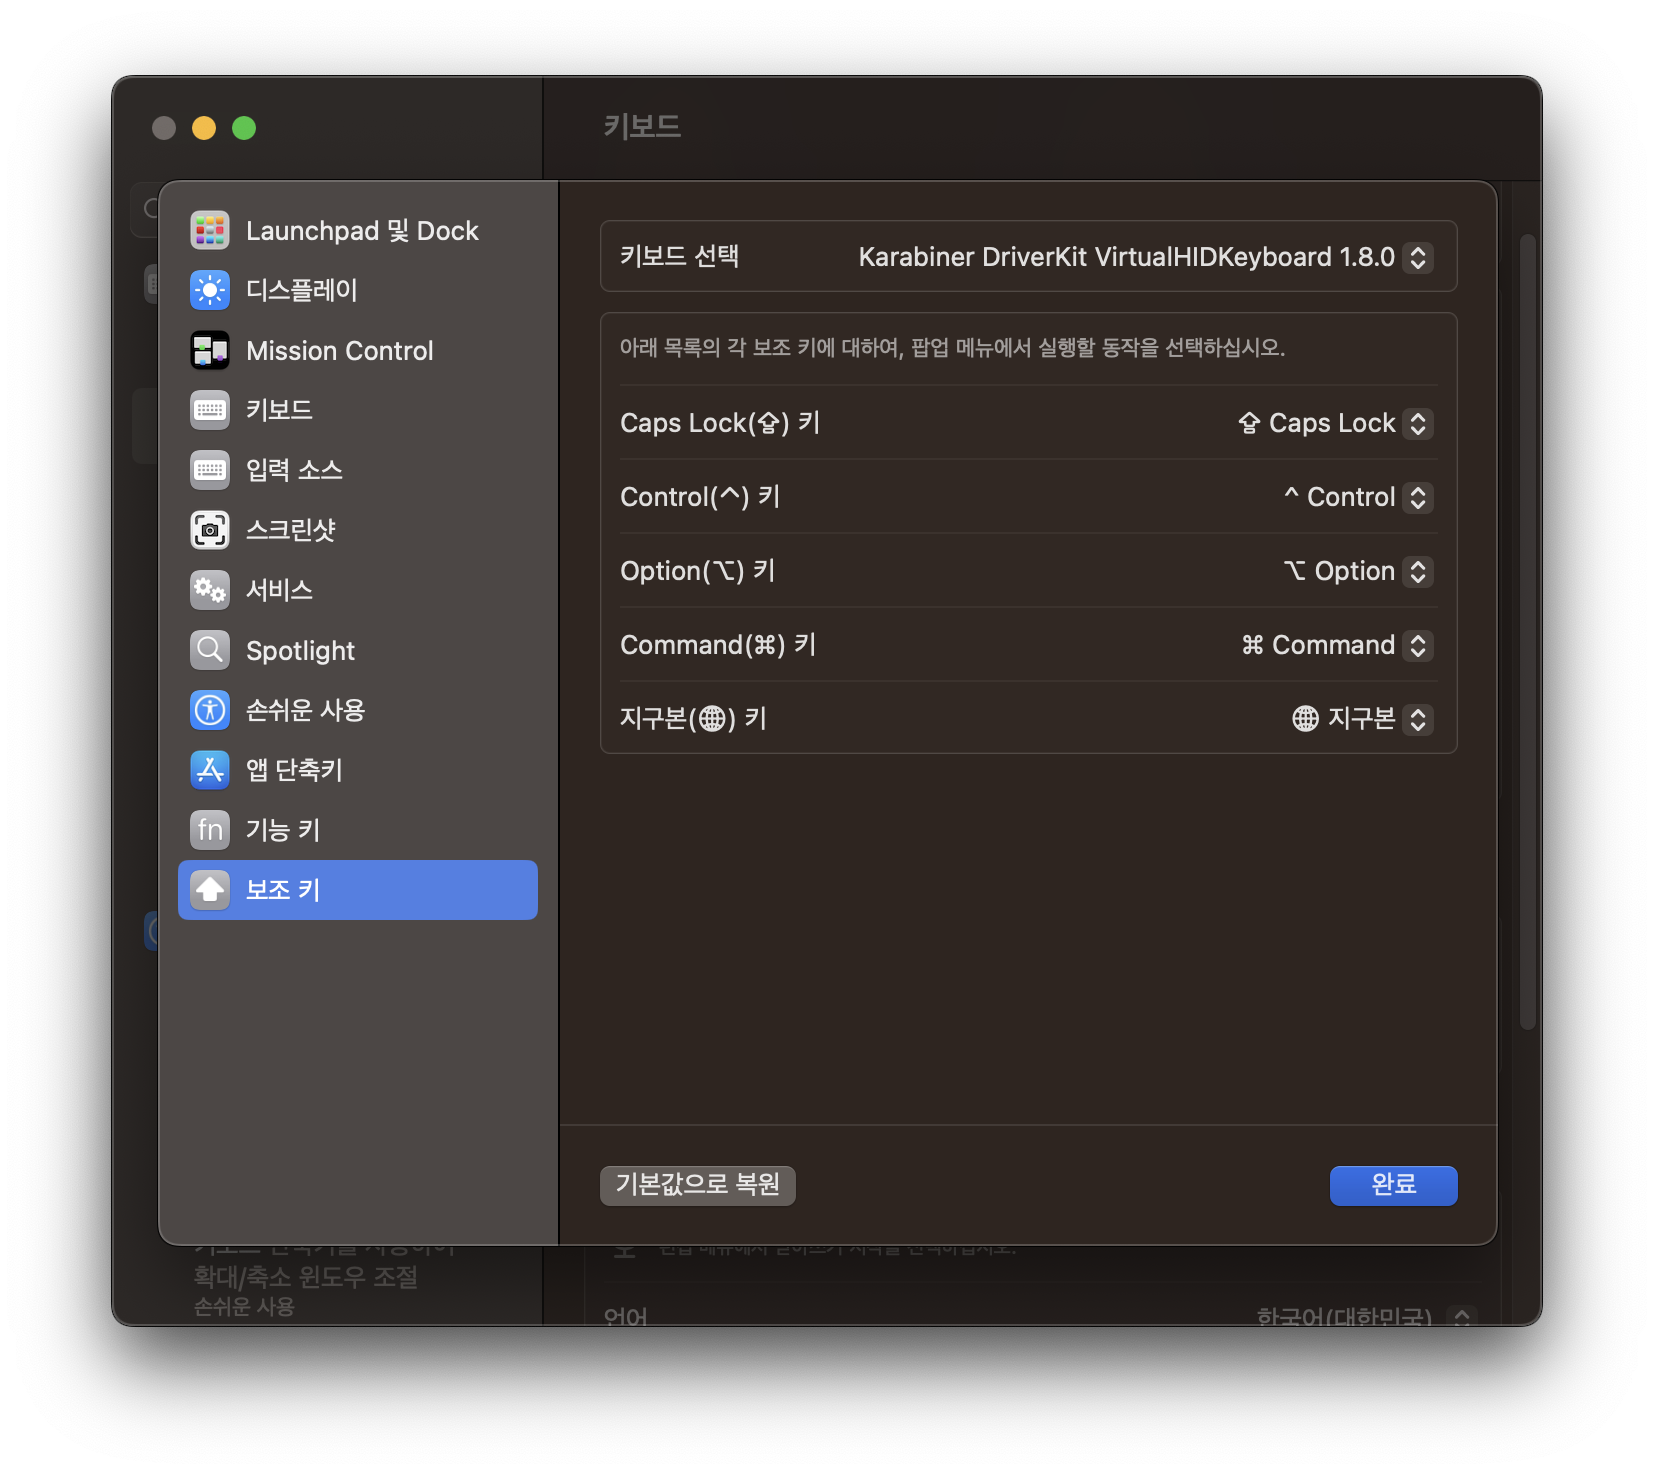 키보드
Launchpad 및 Dock
디스플레이
Mission Control
키보드
입력 소스
스크린샷
서비스
Spotlight
손쉬운 사용
앱 단축키
fn 기능 키
보조 키
키보드 선택 Karabiner DriverKit VirtualHIDKeyboard 1.8.0
아래 목록의 각 보조 키에 대하여, 팝업 메뉴에서 실행할 동작을 선택하십시오.
Caps Lock(⇪) 키 ⇪ Caps Lock
Control(^) 키 ^ Control
Option(⌥) 키 ⌥ Option
Command(⌘) 키 ⌘ Command
지구본(🌐) 키 🌐 지구본
기본값으로 복원 완료
확대/축소 윈도우 조절
손쉬운 사용
언어 한국어(대한민국)